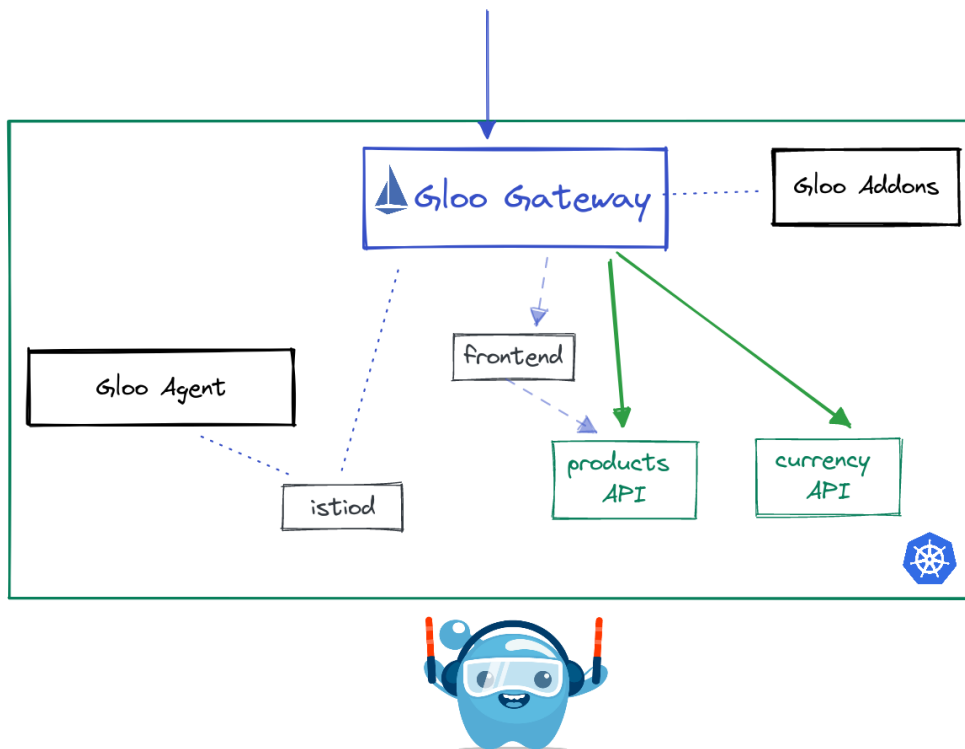 Gloo Gateway
Gloo Addons
frontend
Gloo Agent
products
API
currency
API
istiod